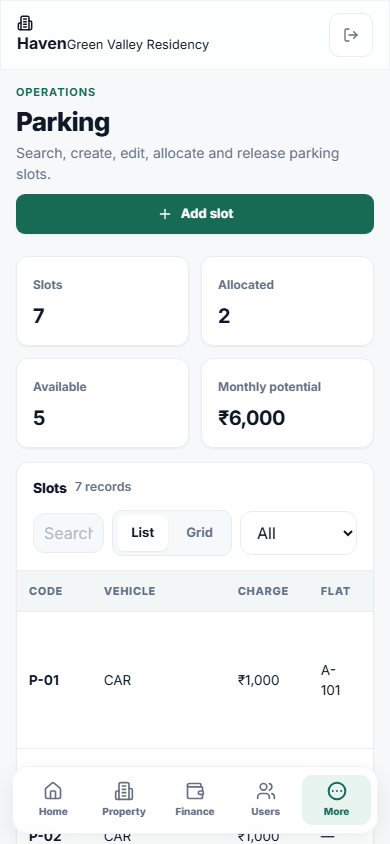 HavenGreen Valley Residency
OPERATIONS
Parking
Search, create, edit, allocate and release parking
slots.
+ Add slot
Slots
Allocated
7
2
Available
Monthly potential
5
₹6,000
Slots 7 records
Search List Grid All
CODE VEHICLE CHARGE FLAT
P-01 CAR ₹1,000 A-
101
P-02 CAR ₹1,000 —
Home Property Finance Users More